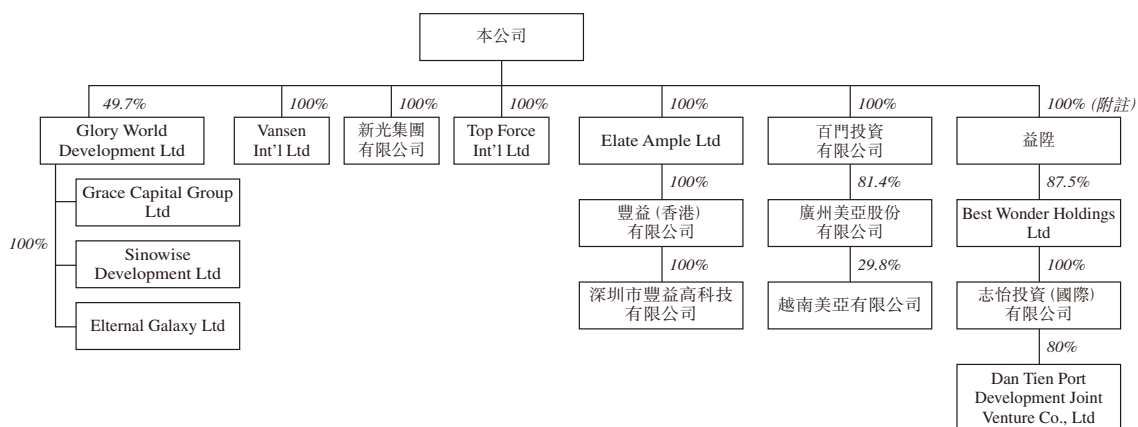 本公司
49.7%
100%
100%
100%
100%
100%
100% (附註)
Glory World
Development Ltd
Vansen
Int'l Ltd
新光集團
有限公司
Top Force
Int'l Ltd
Elate Ample Ltd
百門投資
有限公司
益陞
100%
Grace Capital Group
Ltd
Sinowise
Development Ltd
Elternal Galaxy Ltd
100%
豐益 (香港)
有限公司
100%
深圳市豐益高科技
有限公司
81.4%
廣州美亞股份
有限公司
29.8%
越南美亞有限公司
87.5%
Best Wonder Holdings
Ltd
100%
志怡投資 (國際)
有限公司
80%
Dan Tien Port
Development Joint
Venture Co., Ltd